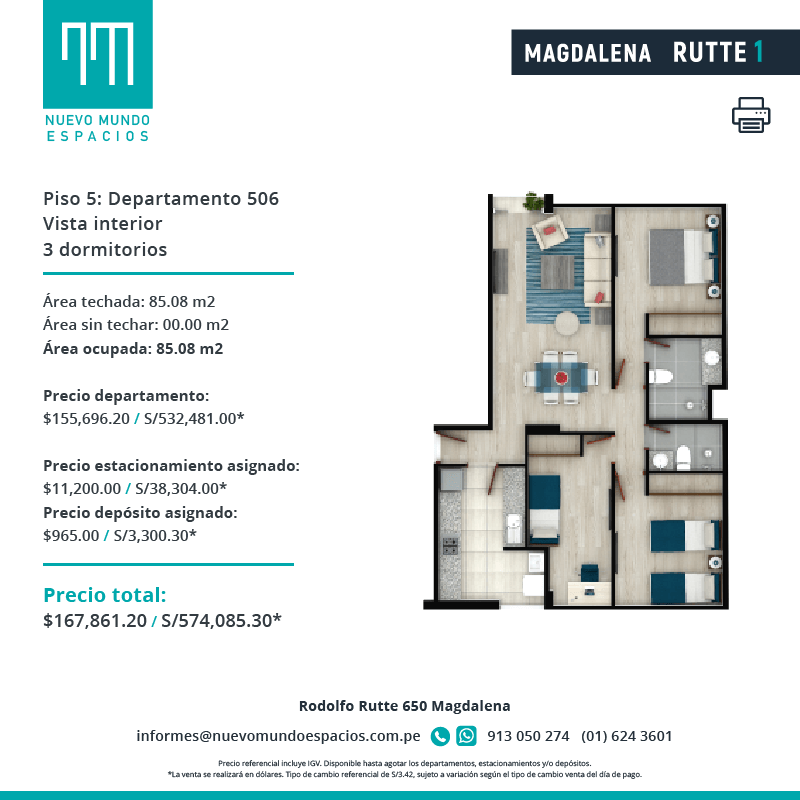 NUEVO MUNDO
ESPACIOS
MAGDALENA RUTTE 1
Piso 5: Departamento 506
Vista interior
3 dormitorios
Área techada: 85.08 m2
Área sin techar: 00.00 m2
Área ocupada: 85.08 m2
Precio departamento:
$155,696.20 / S/532,481.00*
Precio estacionamiento asignado:
$11,200.00 / S/38,304.00*
Precio depósito asignado:
$965.00 / S/3,300.30*
Precio total:
$167,861.20 / S/574,085.30*
Rodolfo Rutte 650 Magdalena
informes@nuevomundoespacios.com.pe 913 050 274 (01) 624 3601
Precio referencial incluye IGV. Disponible hasta agotar los departamentos, estacionamientos y/o depósitos.
*La venta se realizará en dólares. Tipo de cambio referencial de S/3.42, sujeto a variación según el tipo de cambio venta del día de pago.